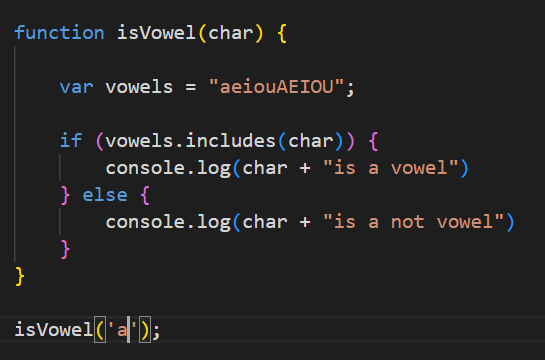 function isVowel(char) {
var vowels = "aeiouAEIOU";
if (vowels.includes(char)) {
console.log(char + "is a vowel")
} else {
console.log(char + "is a not vowel")
}
}
isVowel('a');